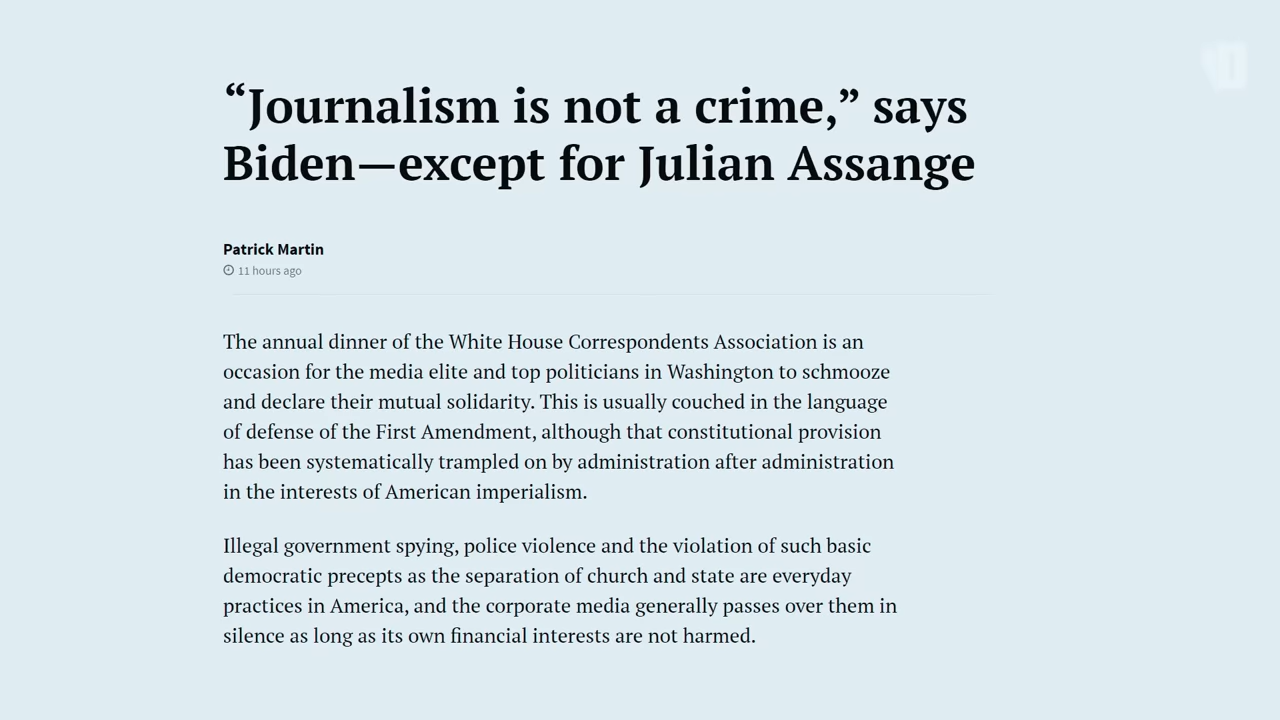 “Journalism is not a crime,” says
Biden—except for Julian Assange
Patrick Martin
11 hours ago
The annual dinner of the White House Correspondents Association is an
occasion for the media elite and top politicians in Washington to schmooze
and declare their mutual solidarity. This is usually couched in the language
of defense of the First Amendment, although that constitutional provision
has been systematically trampled on by administration after administration
in the interests of American imperialism.
Illegal government spying, police violence and the violation of such basic
democratic precepts as the separation of church and state are everyday
practices in America, and the corporate media generally passes over them in
silence as long as its own financial interests are not harmed.